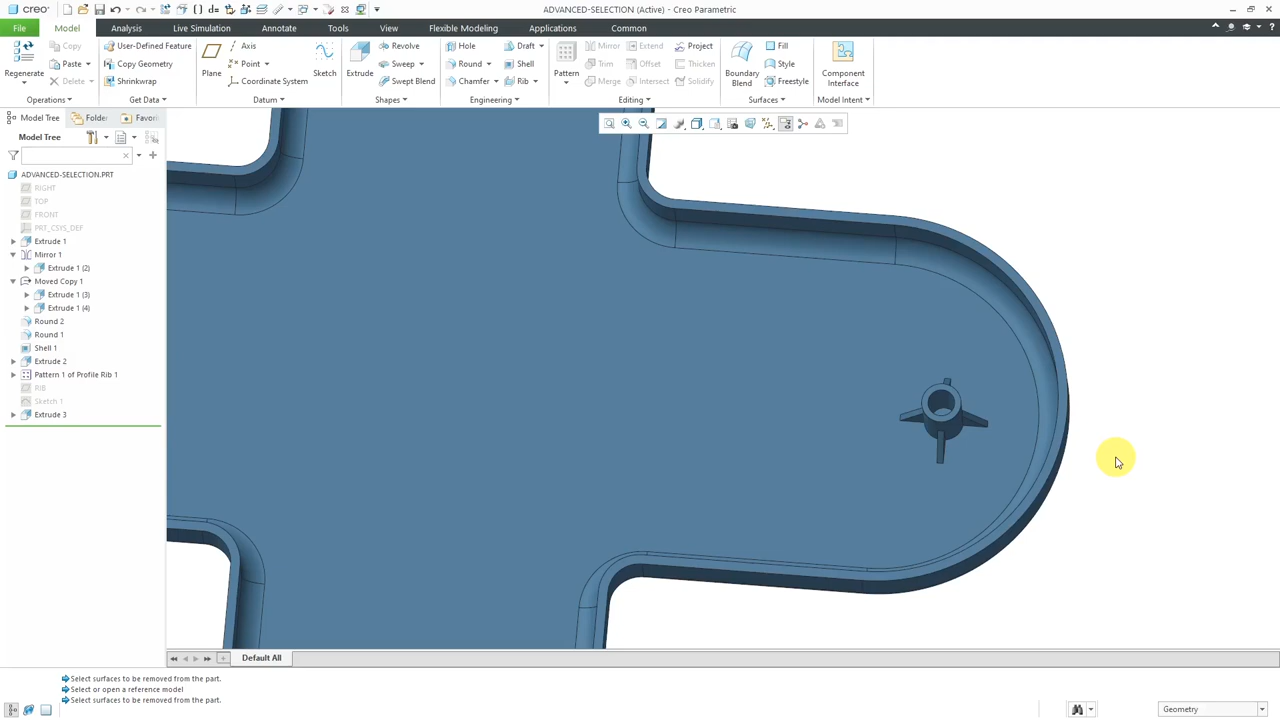 creo
ADVANCED-SELECTION (Active) - Creo Parametric
File Model Analysis Live Simulation Annotate Tools View Flexible Modeling Applications Common
Regenerate
Copy
Paste
Delete
User-Defined Feature
Copy Geometry
Shrinkwrap
Plane
Axis
Point
Coordinate System
Sketch
Extrude
Revolve
Sweep
Swept Blend
Hole
Round
Chamfer
Draft
Shell
Rib
Pattern
Mirror
Trim
Merge
Extend
Offset
Intersect
Project
Thicken
Solidify
Boundary
Blend
Fill
Style
Freestyle
Component
Interface
Operations Get Data Datum Shapes Engineering Editing Surfaces Model Intent
Model Tree Folder Favori
Model Tree
ADVANCED-SELECTION.PRT
RIGHT
TOP
FRONT
PRT_CSYS_DEF
Extrude 1
Mirror 1
Extrude 1 (2)
Moved Copy 1
Extrude 1 (3)
Extrude 1 (4)
Round 2
Round 1
Shell 1
Extrude 2
Pattern 1 of Profile Rib 1
RIB
Sketch 1
Extrude 3
Default All
Select surfaces to be removed from the part.
Select or open a reference model
Select surfaces to be removed from the part.
Geometry